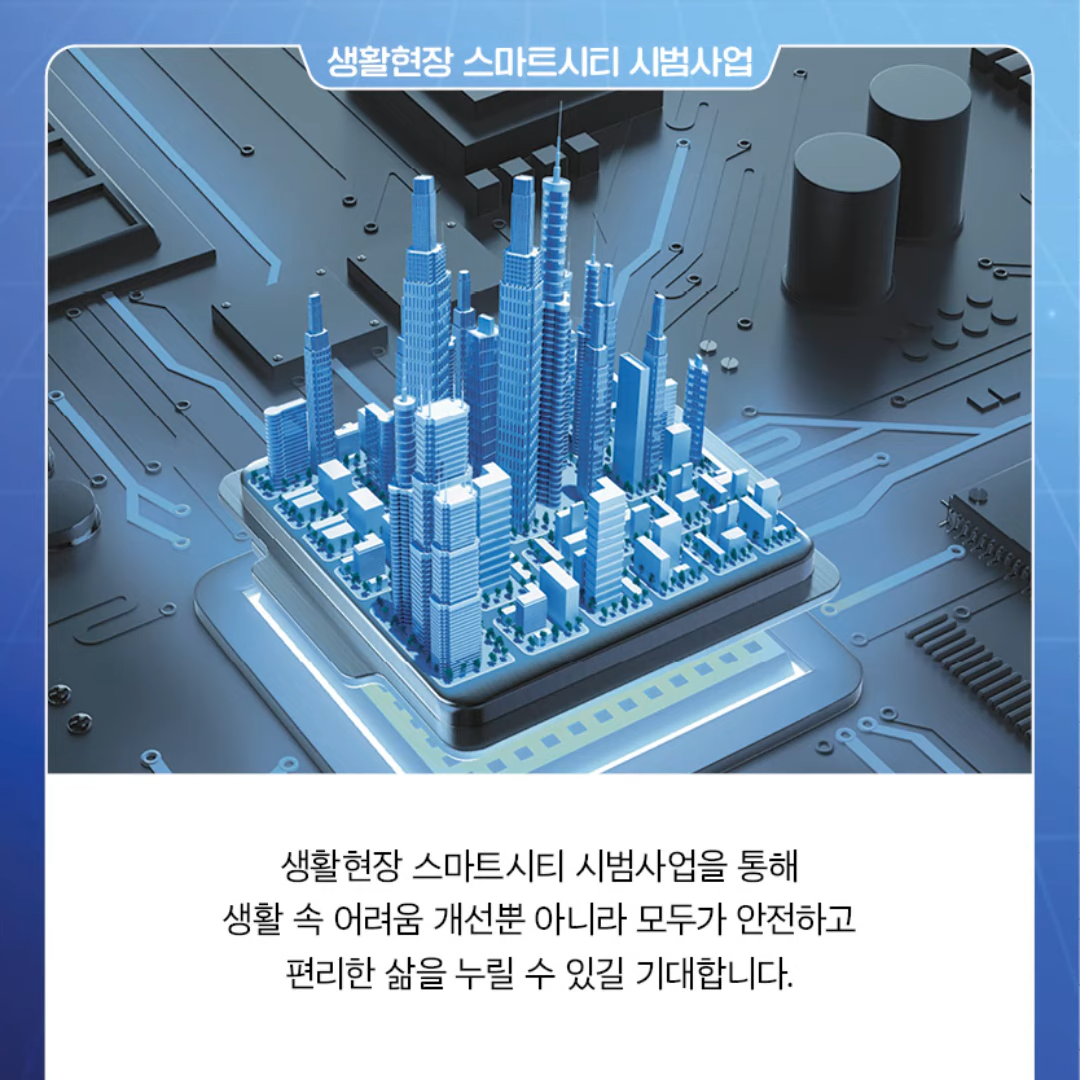 생활현장 스마트시티 시범사업
생활현장 스마트시티 시범사업을 통해
생활 속 어려움 개선뿐 아니라 모두가 안전하고
편리한 삶을 누릴 수 있길 기대합니다.